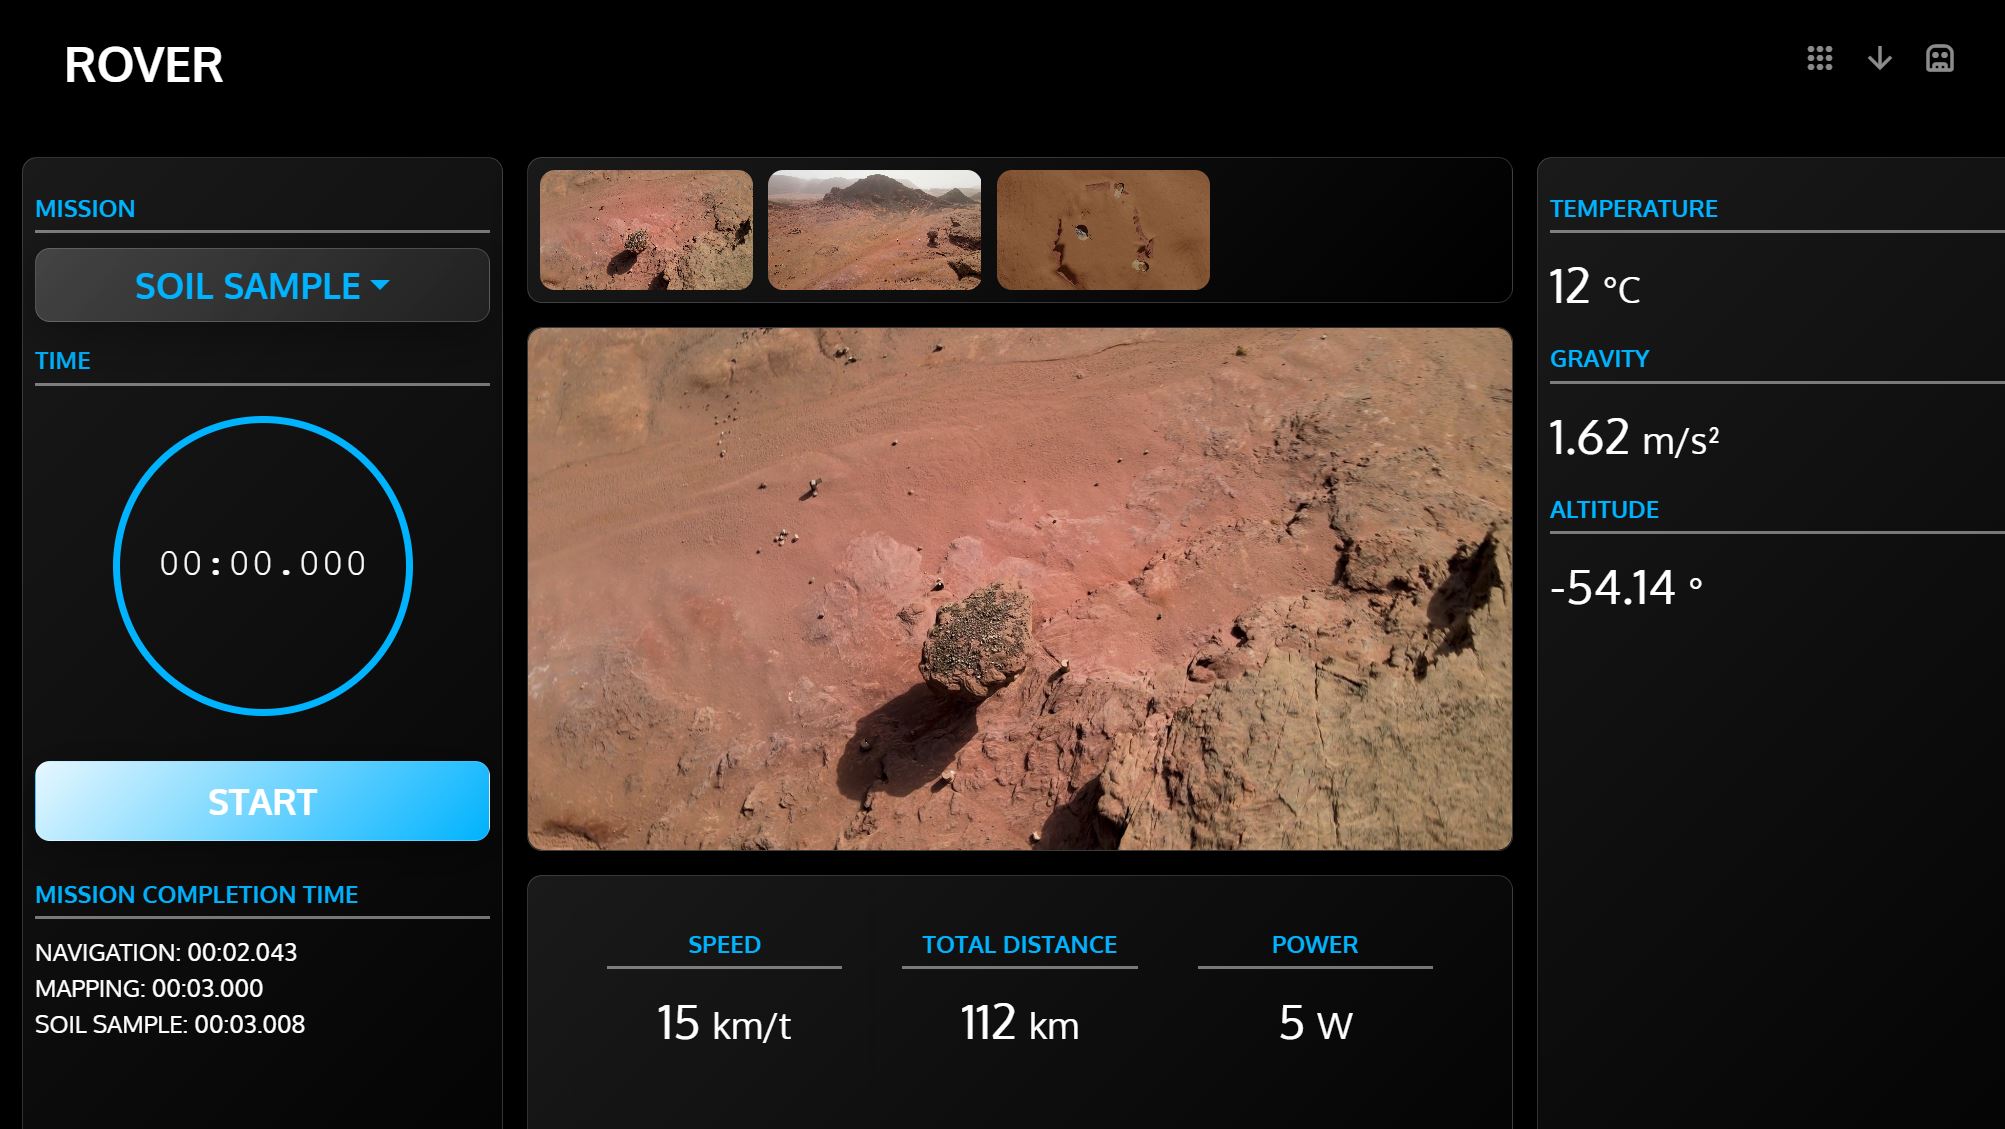 ROVER
MISSION
SOIL SAMPLE
TIME
00:00.000
START
MISSION COMPLETION TIME
NAVIGATION: 00:02.043
MAPPING: 00:03.000
SOIL SAMPLE: 00:03.008
SPEED
15 km/t
TOTAL DISTANCE
112 km
POWER
5 W
TEMPERATURE
12 °C
GRAVITY
1.62 m/s²
ALTITUDE
-54.14 °